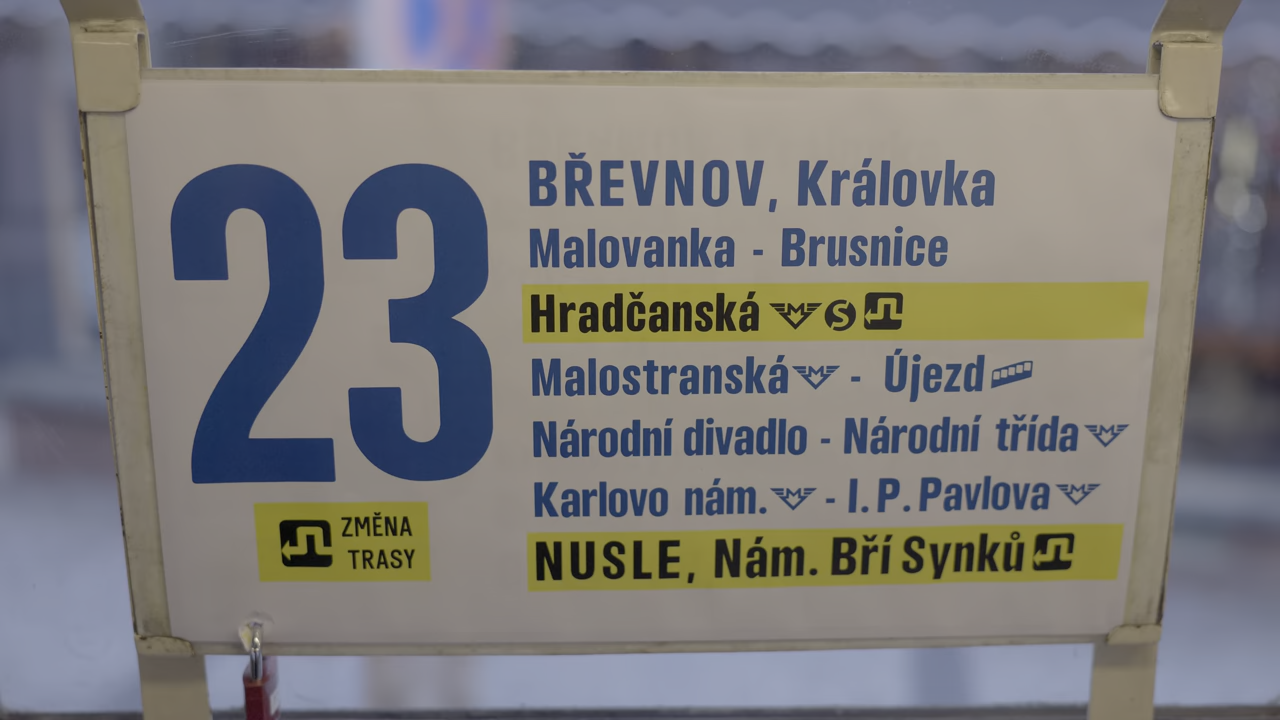 23
BŘEVNOV, Královka
Malovanka - Brusnice
Hradčanská M S
Malostranská M - Újezd
Národní divadlo - Národní třída M
Karlovo nám. M - I. P. Pavlova M
NUSLE, Nám. Bří Synků
ZMĚNA
TRASY